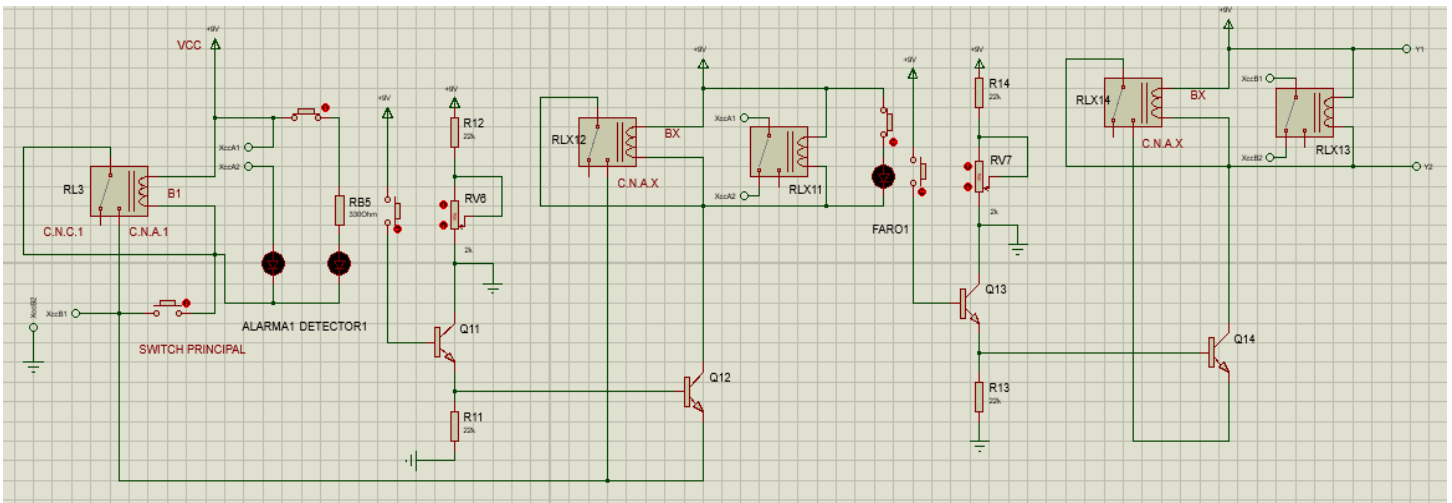 VCC
+9V
XccA1
XccA2
RL3
B1
C.N.C.1
C.N.A.1
RB5
330Ohm
XccB2
XccB1
SWITCH PRINCIPAL
ALARMA1 DETECTOR1
+9V
+9V
R12
22k
RV6
2k
Q11
R11
22k
+9V
RLX12
BX
C.N.A.X
XccA1
XccA2
RLX11
Q12
FARO1
+9V
+9V
R14
22k
RV7
2k
Q13
R13
22k
+9V
RLX14
BX
C.N.A.X
XccB1
XccB2
RLX13
Y1
Y2
Q14